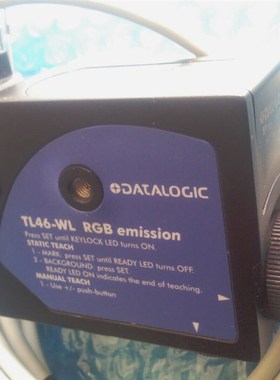 DATALOGIC
TL46-WL RGB emission
Press SET until KEYLOCK LED turns ON.
STATIC TEACH
1 - MARK: press SET until READY LED turns OFF.
2 - BACKGROUND: press SET.
READY LED ON indicates the end of teaching.
MANUAL TEACH
1 - Use +/- push-button